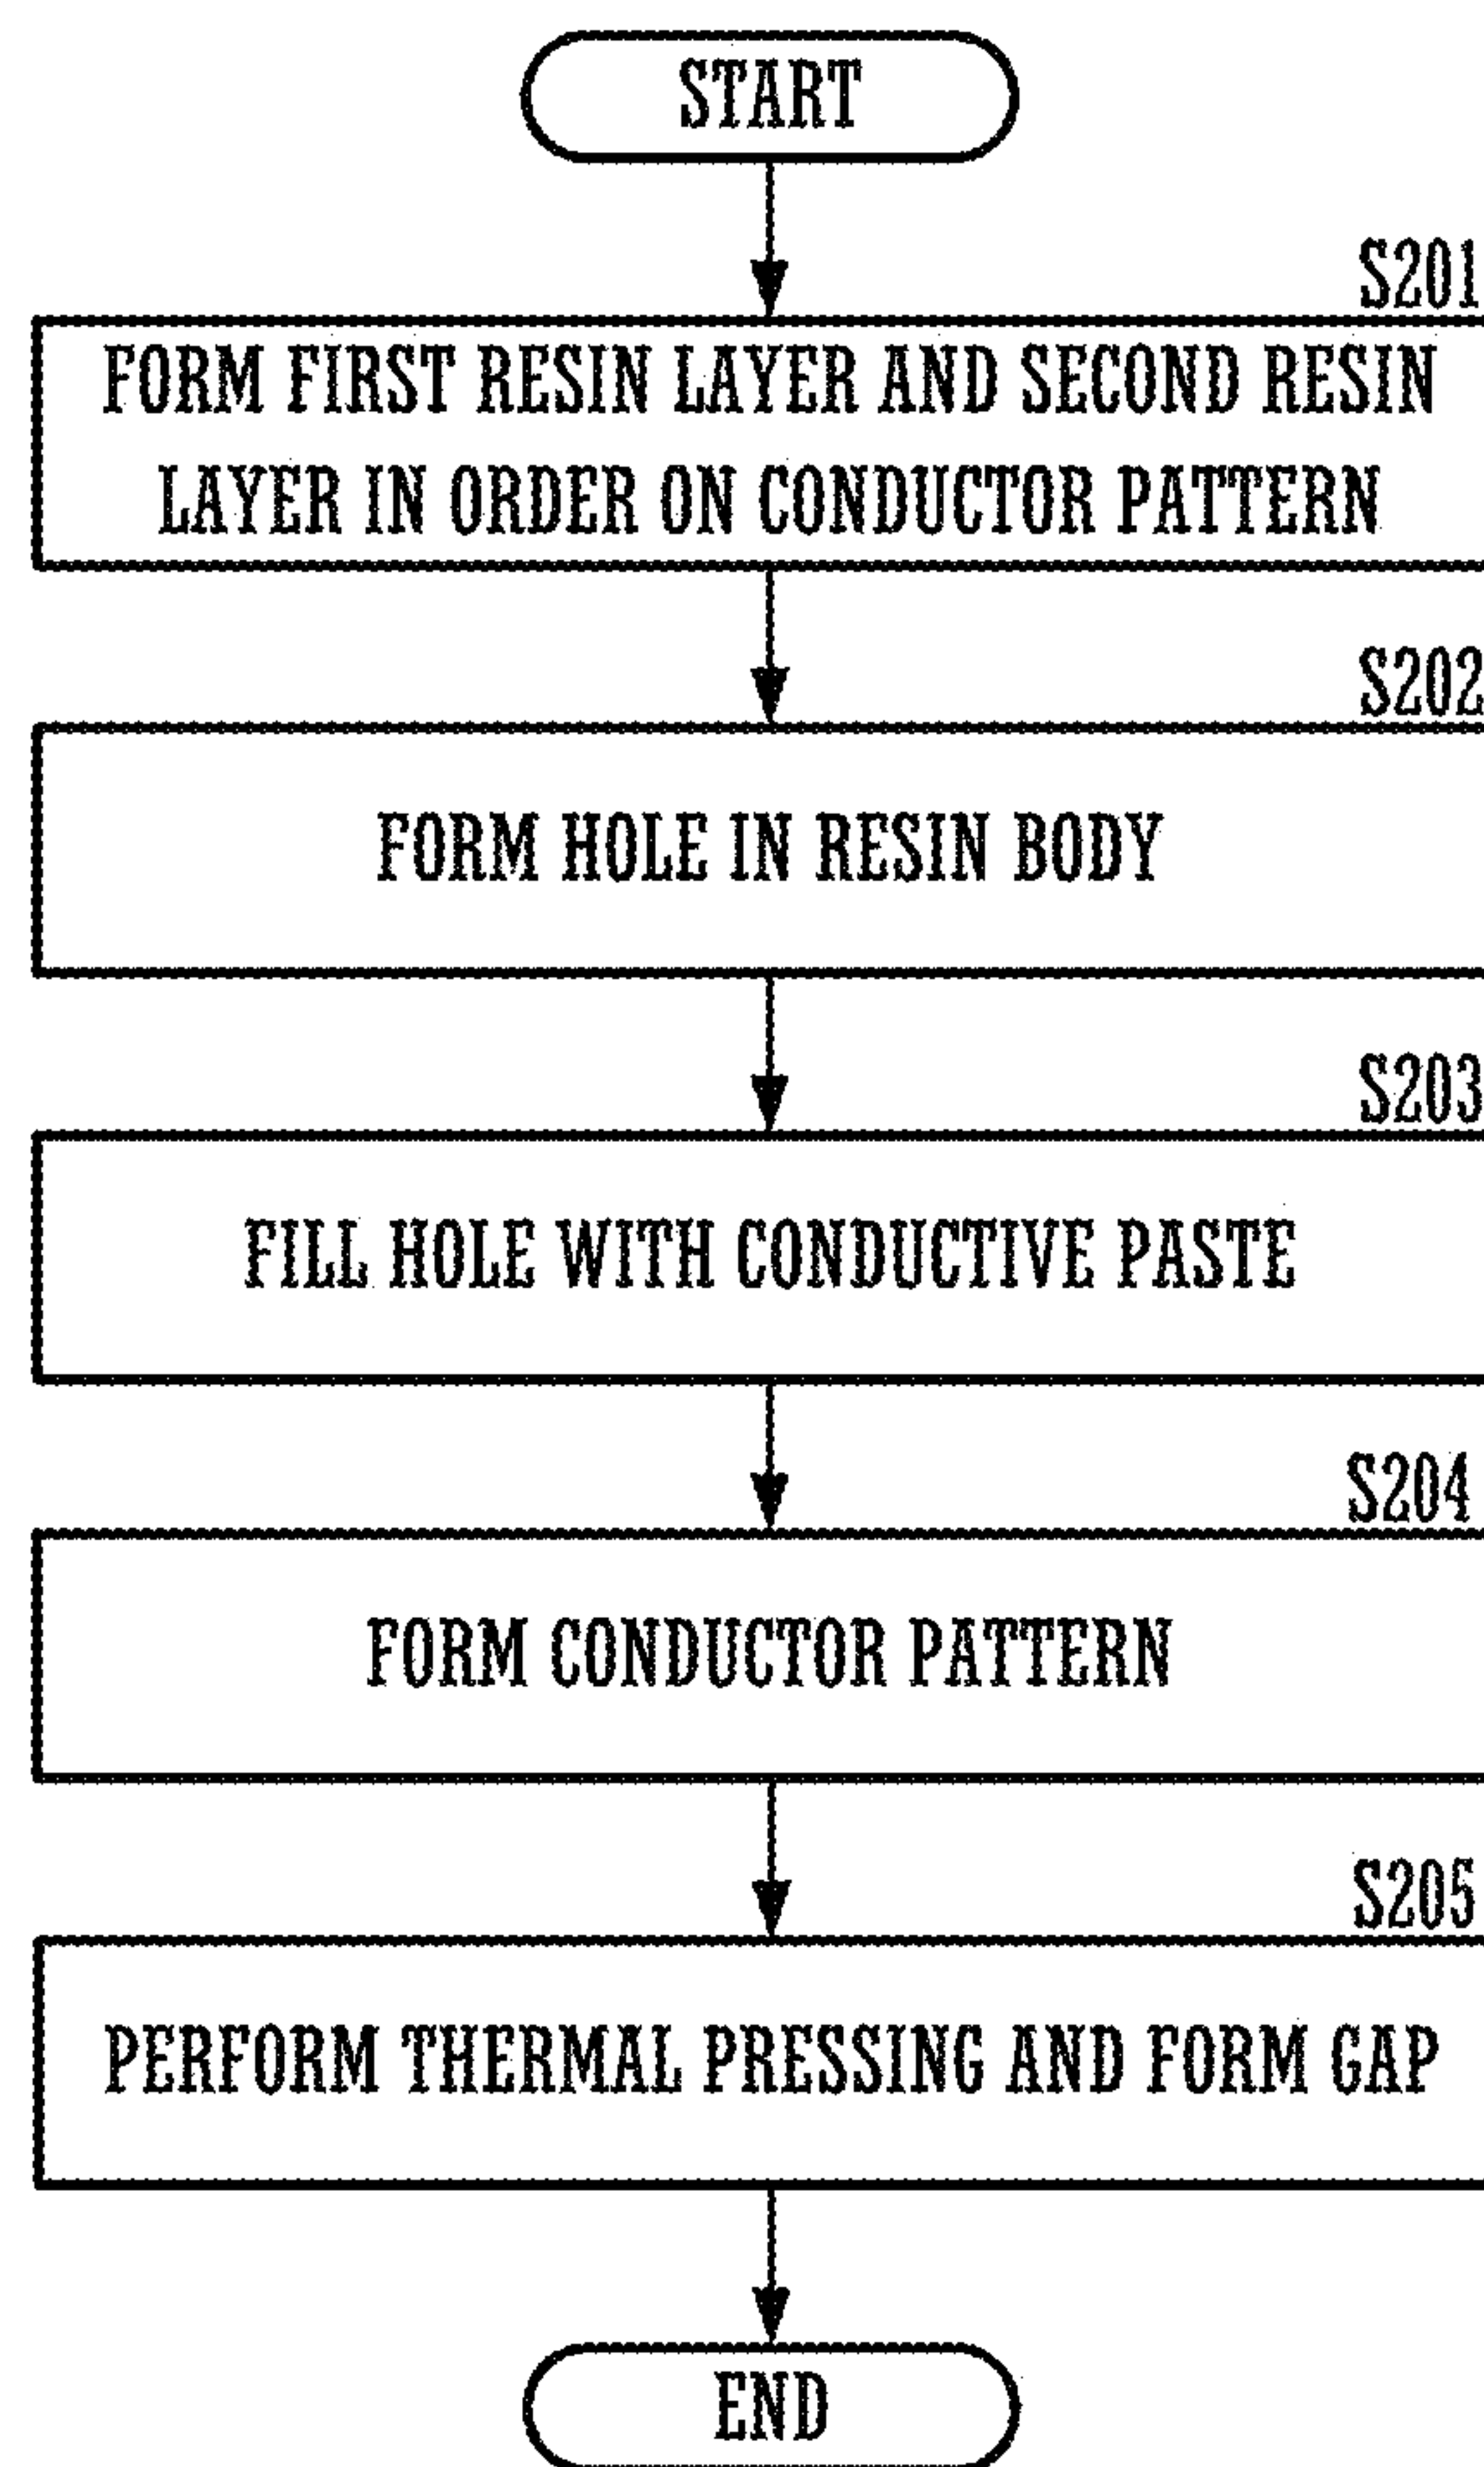 START
S201
FORM FIRST RESIN LAYER AND SECOND RESIN
LAYER IN ORDER ON CONDUCTOR PATTERN
S202
FORM HOLE IN RESIN BODY
S203
FILL HOLE WITH CONDUCTIVE PASTE
S204
FORM CONDUCTOR PATTERN
S205
PERFORM THERMAL PRESSING AND FORM GAP
END